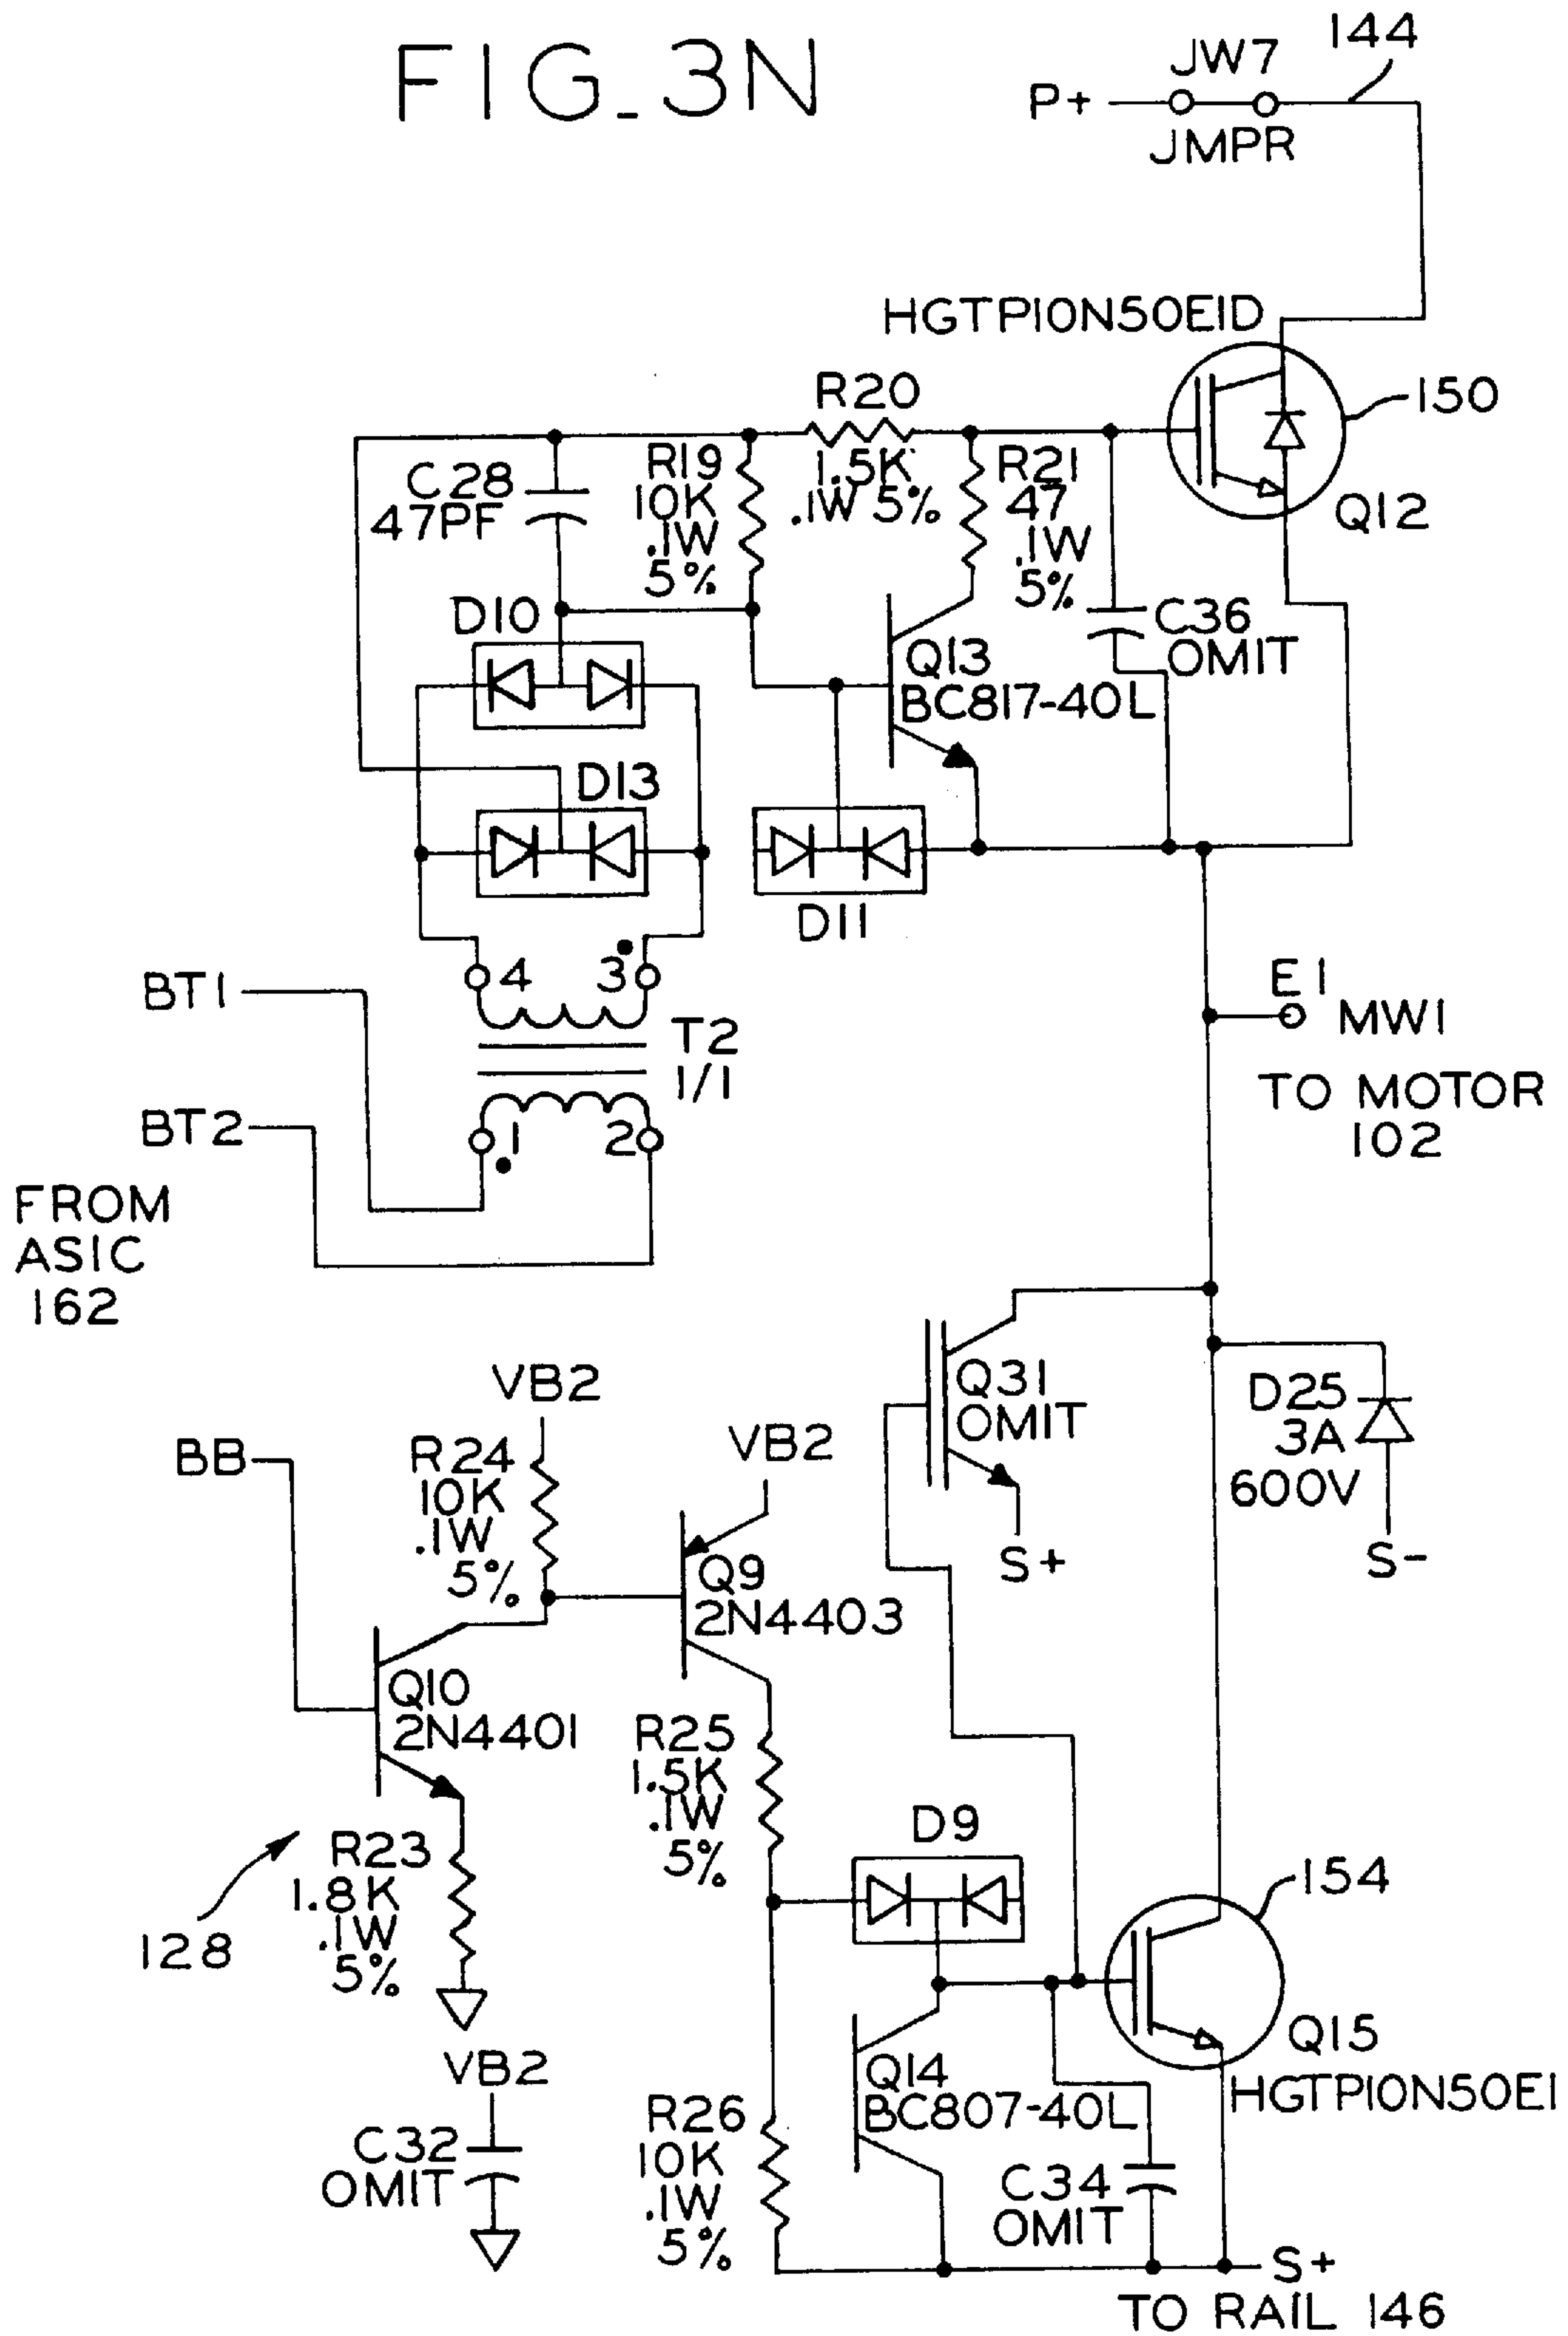 FIG_3N
144
JW7
P+
JMPR
HGTP10N50E1D
150
R20
1.5K
.1W 5%
R19
10K
.1W
5%
C28
47PF
R21
47
.1W
5%
Q12
D10
C36
OMIT
Q13
BC817-40L
D13
D11
4
3
BT1
T2
1/1
BT2
1
2
FROM
ASIC
162
E1
MW1
TO MOTOR
102
VB2
Q31
OMIT
D25
3A
600V
BB
R24
10K
.1W
5%
VB2
S+
S-
Q9
2N4403
Q10
2N4401
R25
1.5K
.1W
5%
D9
R23
1.8K
.1W
5%
128
154
Q15
HGTP10N50E1
VB2
C32
OMIT
Q14
BC807-40L
R26
10K
.1W
5%
C34
OMIT
S+
TO RAIL 146